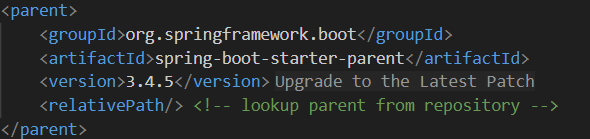 <parent>
<groupId>org.springframework.boot</groupId>
<artifactId>spring-boot-starter-parent</artifactId>
<version>3.4.5</version> Upgrade to the Latest Patch
<relativePath/> <!-- lookup parent from repository -->
</parent>